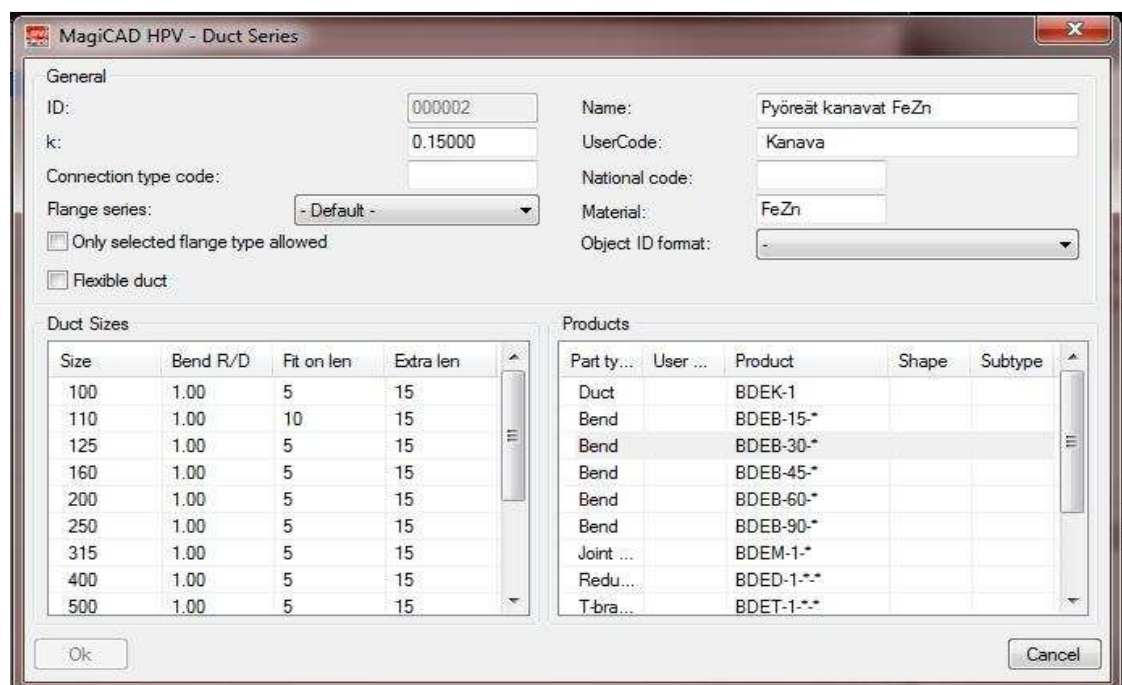 MagiCAD HPV - Duct Series
General
ID: 000002
k: 0.15000
Connection type code:
Flange series: - Default -
Only selected flange type allowed
Flexible duct
Name: Pyöreät kanavat FeZn
UserCode: Kanava
National code:
Material: FeZn
Object ID format: -
Duct Sizes
Size Bend R/D Fit on len Extra len
100 1.00 5 15
110 1.00 10 15
125 1.00 5 15
160 1.00 5 15
200 1.00 5 15
250 1.00 5 15
315 1.00 5 15
400 1.00 5 15
500 1.00 5 15
Products
Part ty... User ... Product Shape Subtype
Duct BDEK-1
Bend BDEB-15-*
Bend BDEB-30-*
Bend BDEB-45-*
Bend BDEB-60-*
Bend BDEB-90-*
Joint ... BDEM-1-*
Redu... BDED-1-*-*
T-bra... BDET-1-*-*
Ok
Cancel